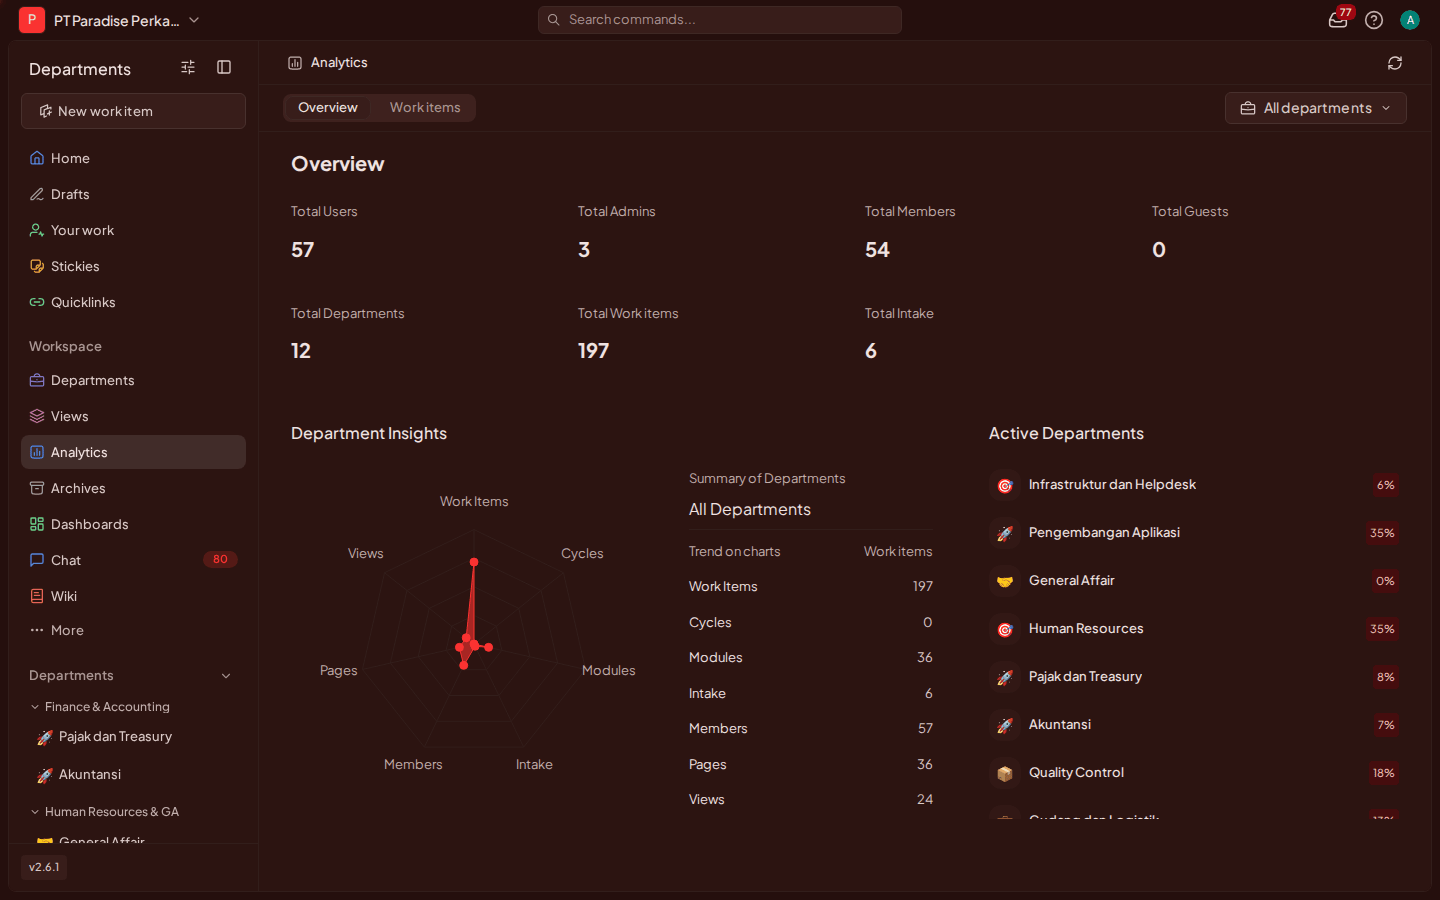 P PT Paradise Perka...
Search commands...
77
A
Departments
New work item
Home
Drafts
Your work
Stickies
Quicklinks
Workspace
Departments
Views
Analytics
Archives
Dashboards
Chat 80
Wiki
More
Departments
Finance & Accounting
Pajak dan Treasury
Akuntansi
Human Resources & GA
General Affair
v2.6.1
Analytics
Overview Work items
All departments
Overview
Total Users Total Admins Total Members Total Guests
57 3 54 0
Total Departments Total Work items Total Intake
12 197 6
Department Insights
Work Items
Views Cycles
Pages Modules
Members Intake
Summary of Departments
All Departments
Trend on charts Work items
Work Items 197
Cycles 0
Modules 36
Intake 6
Members 57
Pages 36
Views 24
Active Departments
Infrastruktur dan Helpdesk 6%
Pengembangan Aplikasi 35%
General Affair 0%
Human Resources 35%
Pajak dan Treasury 8%
Akuntansi 7%
Quality Control 18%
Gudang dan Logistik